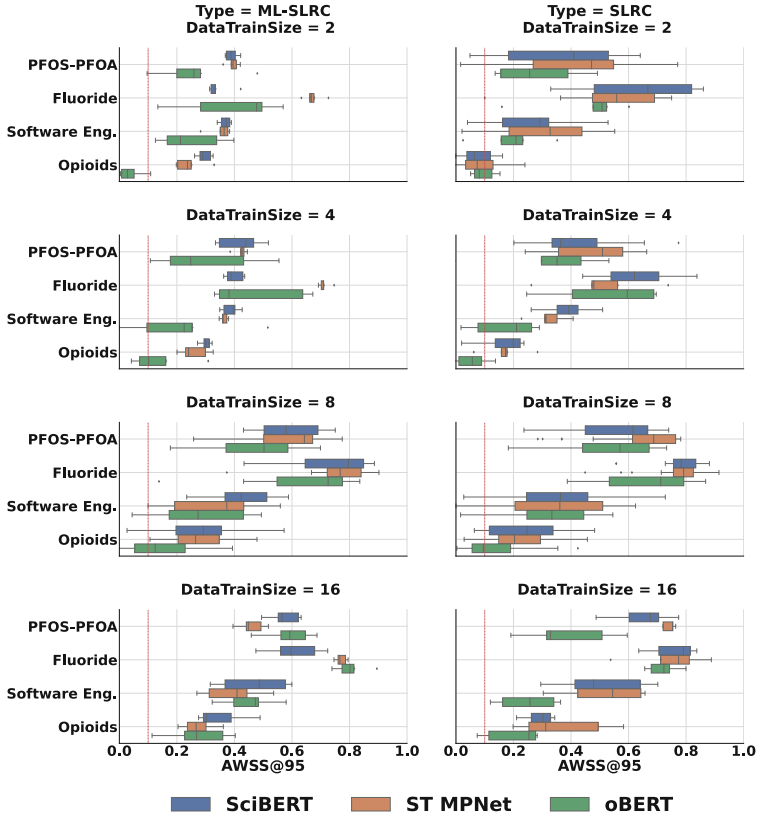 Type = ML-SLRC
DataTrainSize = 2
Type = SLRC
DataTrainSize = 2
PFOS-PFOA
Fluoride
Software Eng.
Opioids
DataTrainSize = 4
DataTrainSize = 4
PFOS-PFOA
Fluoride
Software Eng.
Opioids
DataTrainSize = 8
DataTrainSize = 8
PFOS-PFOA
Fluoride
Software Eng.
Opioids
DataTrainSize = 16
DataTrainSize = 16
PFOS-PFOA
Fluoride
Software Eng.
Opioids
0.0 0.2 0.4 0.6 0.8 1.0
0.0 0.2 0.4 0.6 0.8 1.0
AWSS@95
AWSS@95
SciBERT ST MPNet oBERT